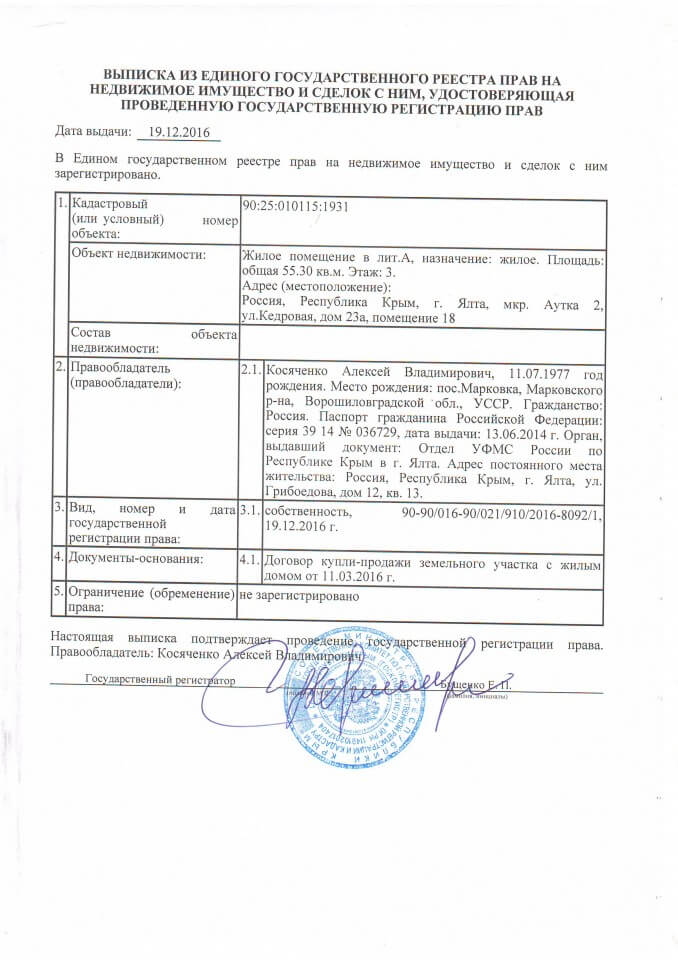 ВЫПИСКА ИЗ ЕДИНОГО ГОСУДАРСТВЕННОГО РЕЕСТРА ПРАВ НА
НЕДВИЖИМОЕ ИМУЩЕСТВО И СДЕЛОК С НИМ, УДОСТОВЕРЯЮЩАЯ
ПРОВЕДЕННУЮ ГОСУДАРСТВЕННУЮ РЕГИСТРАЦИЮ ПРАВ
Дата выдачи: 19.12.2016
В Едином государственном реестре прав на недвижимое имущество и сделок с ним
зарегистрировано.
1. Кадастровый
(или условный) номер
объекта:
90:25:010115:1931
Объект недвижимости:
Жилое помещение в лит.А, назначение: жилое. Площадь:
общая 55.30 кв.м. Этаж: 3.
Адрес (местоположение):
Россия, Республика Крым, г. Ялта, мкр. Аутка 2,
ул.Кедровая, дом 23а, помещение 18
Состав объекта
недвижимости:
2. Правообладатель
(правообладатели):
2.1. Косяченко Алексей Владимирович, 11.07.1977 год
рождения. Место рождения: пос.Марковка, Марковского
р-на, Ворошиловградской обл., УССР. Гражданство:
Россия. Паспорт гражданина Российской Федерации:
серия 39 14 № 036729, дата выдачи: 13.06.2014 г. Орган,
выдавший документ: Отдел УФМС России по
Республике Крым в г. Ялта. Адрес постоянного места
жительства: Россия, Республика Крым, г. Ялта, ул.
Грибоедова, дом 12, кв. 13.
3. Вид, номер и дата
государственной
регистрации права:
3.1. собственность, 90-90/016-90/021/910/2016-8092/1,
19.12.2016 г.
4. Документы-основания:
4.1. Договор купли-продажи земельного участка с жилым
домом от 11.03.2016 г.
5. Ограничение (обременение)
права:
не зарегистрировано
Настоящая выписка подтверждает проведение государственной регистрации права.
Правообладатель: Косяченко Алексей Владимирович
Государственный регистратор
Бущенко Е. П.